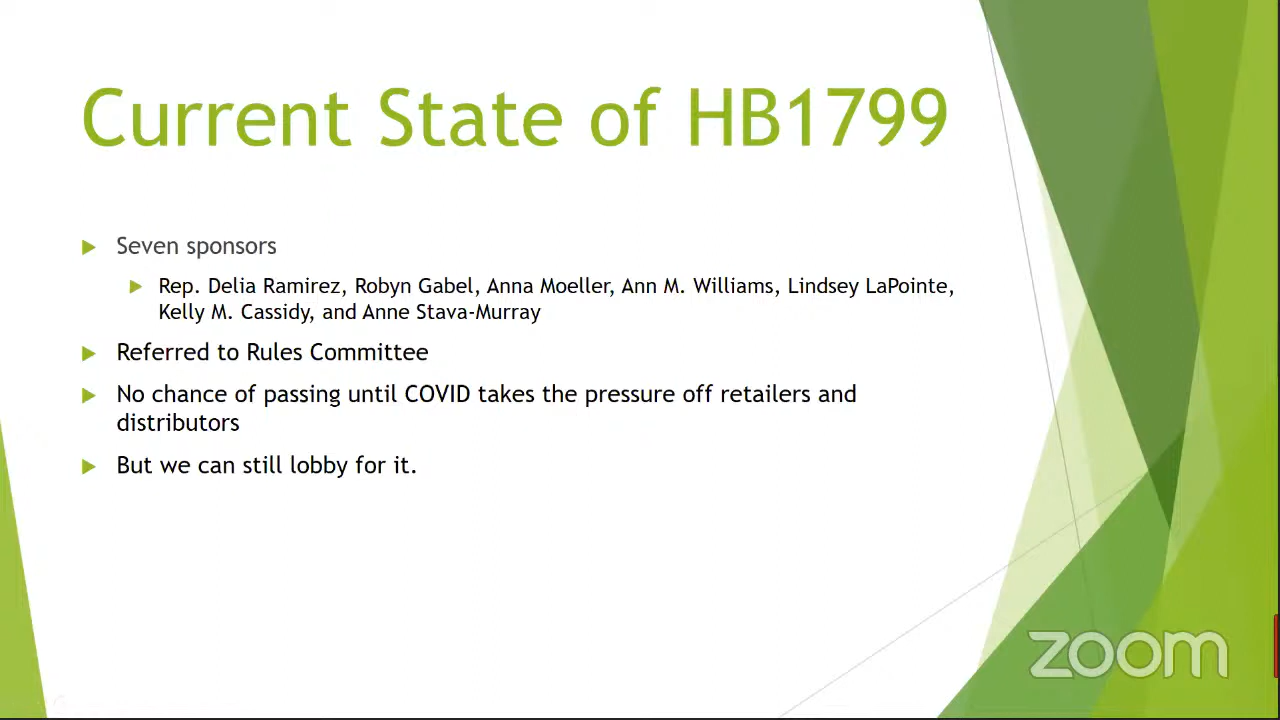 Current State of HB1799
Seven sponsors
Rep. Delia Ramirez, Robyn Gabel, Anna Moeller, Ann M. Williams, Lindsey LaPointe,
Kelly M. Cassidy, and Anne Stava-Murray
Referred to Rules Committee
No chance of passing until COVID takes the pressure off retailers and
distributors
But we can still lobby for it.
zoom